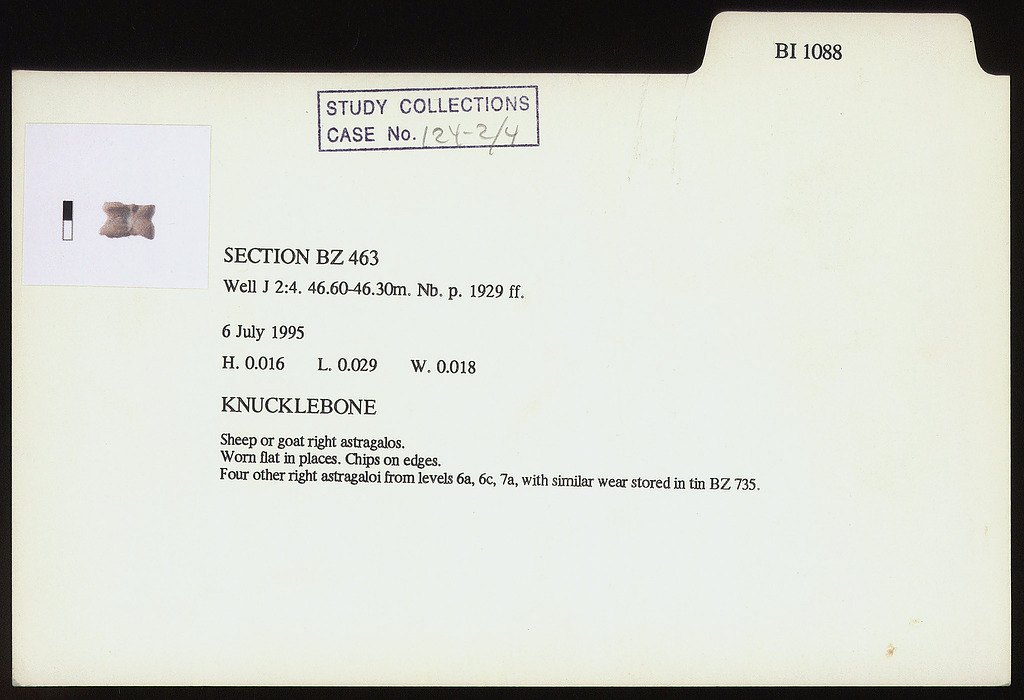 BI 1088
STUDY COLLECTIONS
CASE No. 124-2/4
SECTION BZ 463
Well J 2:4. 46.60-46.30m. Nb. p. 1929 ff.
6 July 1995
H. 0.016 L. 0.029 W. 0.018
KNUCKLEBONE
Sheep or goat right astragalos.
Worn flat in places. Chips on edges.
Four other right astragaloi from levels 6a, 6c, 7a, with similar wear stored in tin BZ 735.